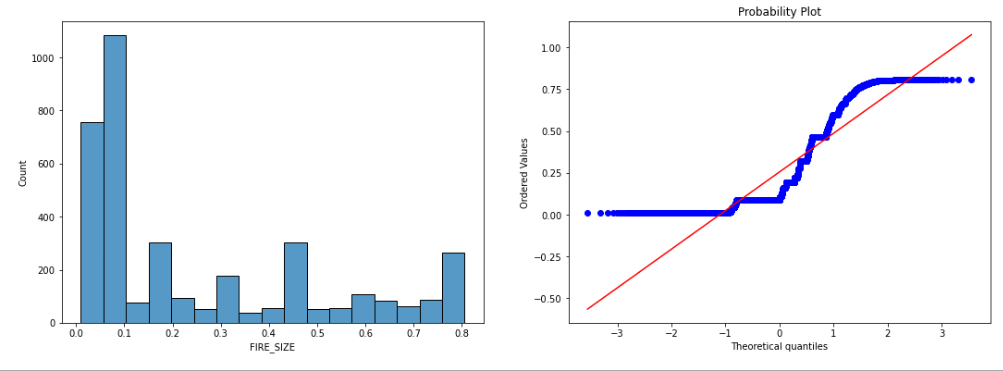 1000
800
600
400
200
0
Count
0.0 0.1 0.2 0.3 0.4 0.5 0.6 0.7 0.8
FIRE_SIZE
Probability Plot
1.00
0.75
0.50
0.25
0.00
−0.25
−0.50
Ordered Values
−3 −2 −1 0 1 2 3
Theoretical quantiles